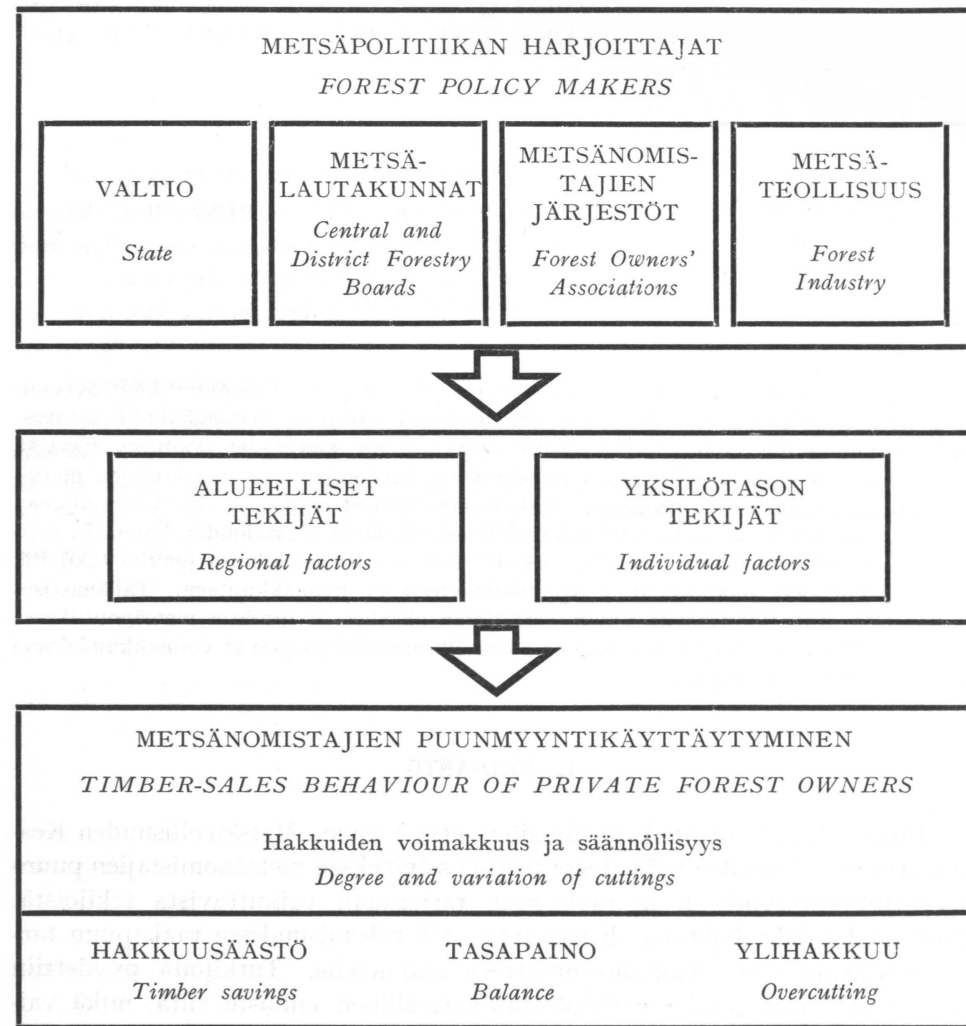 METSÄPOLITIIKAN HARJOITTAJAT
FOREST POLICY MAKERS
VALTIO
State
METSÄ-
LAUTAKUNNAT
Central and
District Forestry
Boards
METSÄNOMIS-
TAJIEN
JÄRJESTÖT
Forest Owners'
Associations
METSÄ-
TEOLLISUUS
Forest
Industry
ALUEELLISET
TEKIJÄT
Regional factors
YKSILÖTASON
TEKIJÄT
Individual factors
METSÄNOMISTAJIEN PUUNMYYNTIKÄYTTÄYTYMINEN
TIMBER-SALES BEHAVIOUR OF PRIVATE FOREST OWNERS
Hakkuiden voimakkuus ja säännöllisyys
Degree and variation of cuttings
HAKKUUSÄÄSTÖ
Timber savings
TASAPAINO
Balance
YLIHAKKUU
Overcutting